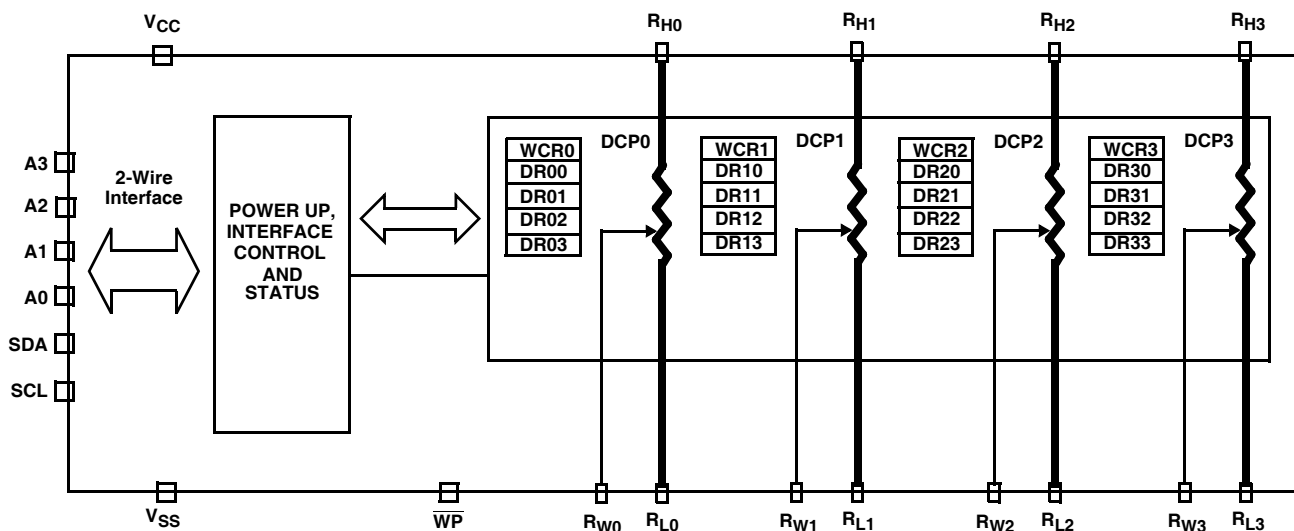 VCC
RH0
RH1
RH2
RH3
A3
A2
A1
A0
SDA
SCL
2-Wire
Interface
POWER UP,
INTERFACE
CONTROL
AND
STATUS
WCR0
DR00
DR01
DR02
DR03
DCP0
WCR1
DR10
DR11
DR12
DR13
DCP1
WCR2
DR20
DR21
DR22
DR23
DCP2
WCR3
DR30
DR31
DR32
DR33
DCP3
VSS
WP
RW0
RL0
RW1
RL1
RW2
RL2
RW3
RL3